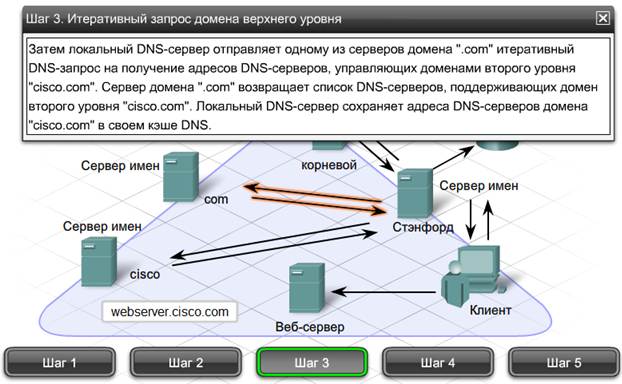 Шаг 3. Итеративный запрос домена верхнего уровня
Затем локальный DNS-сервер отправляет одному из серверов домена ".com" итеративный
DNS-запрос на получение адресов DNS-серверов, управляющих доменами второго уровня
"cisco.com". Сервер домена ".com" возвращает список DNS-серверов, поддерживающих домен
второго уровня "cisco.com". Локальный DNS-сервер сохраняет адреса DNS-серверов домена
"cisco.com" в своем кэше DNS.
корневой
Сервер имен
com
Сервер имен
Стэнфорд
Сервер имен
cisco
webserver.cisco.com
Веб-сервер
Клиент
Шаг 1
Шаг 2
Шаг 3
Шаг 4
Шаг 5